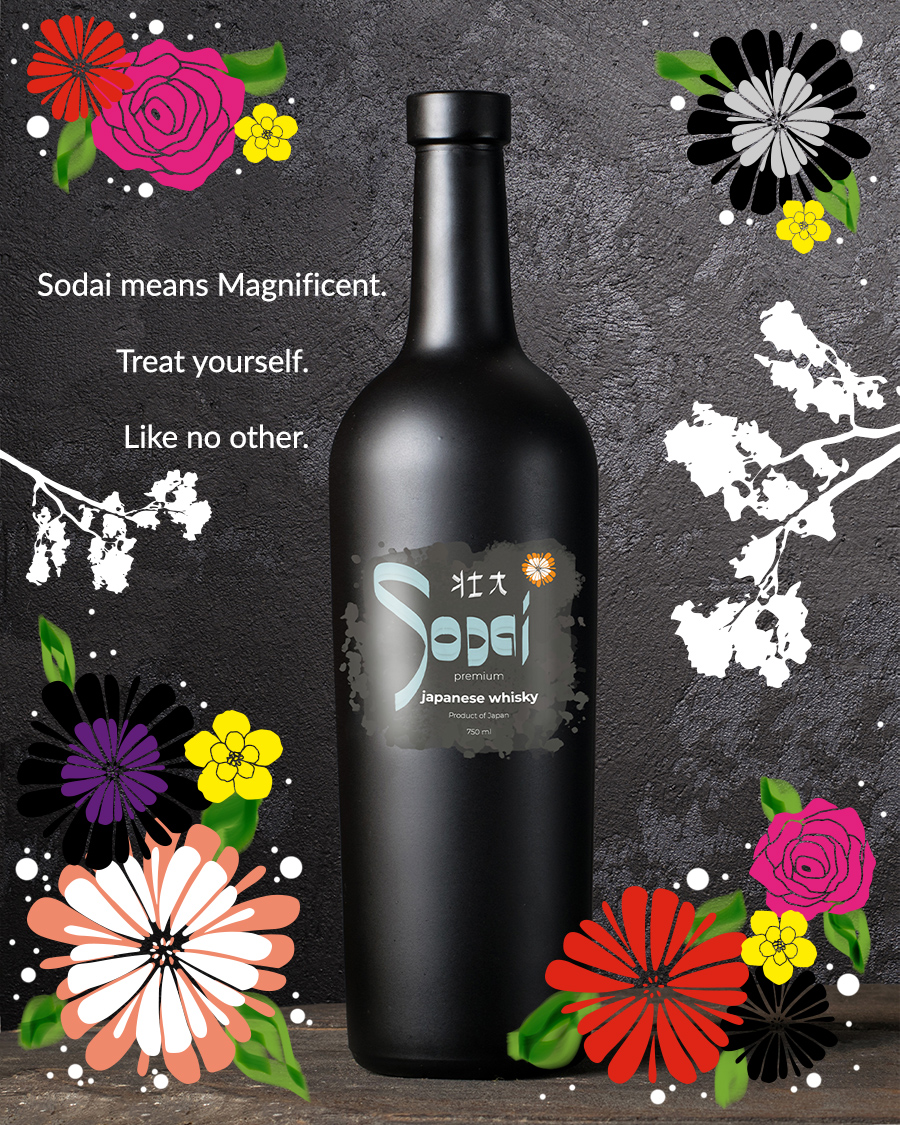 Sodai means Magnificent.
Treat yourself.
Like no other.
壮大
Sodai
premium
japanese whisky
Product of Japan
750 ml